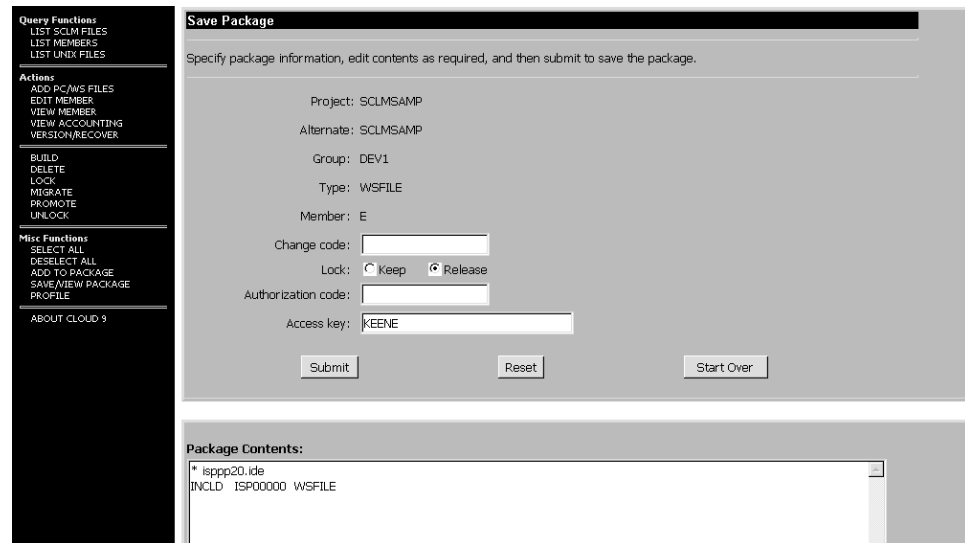 Query Functions
LIST SCLM FILES
LIST MEMBERS
LIST UNIX FILES
Actions
ADD PC/WS FILES
EDIT MEMBER
VIEW MEMBER
VIEW ACCOUNTING
VERSION/RECOVER
BUILD
DELETE
LOCK
MIGRATE
PROMOTE
UNLOCK
Misc Functions
SELECT ALL
DESELECT ALL
ADD TO PACKAGE
SAVE/VIEW PACKAGE
PROFILE
ABOUT CLOUD 9
Save Package
Specify package information, edit contents as required, and then submit to save the package.
Project: SCLMSAMP
Alternate: SCLMSAMP
Group: DEV1
Type: WSFILE
Member: E
Change code:
Lock: Keep Release
Authorization code:
Access key: KEENE
Submit Reset Start Over
Package Contents:
* isppp20.ide
INCLD ISP00000 WSFILE